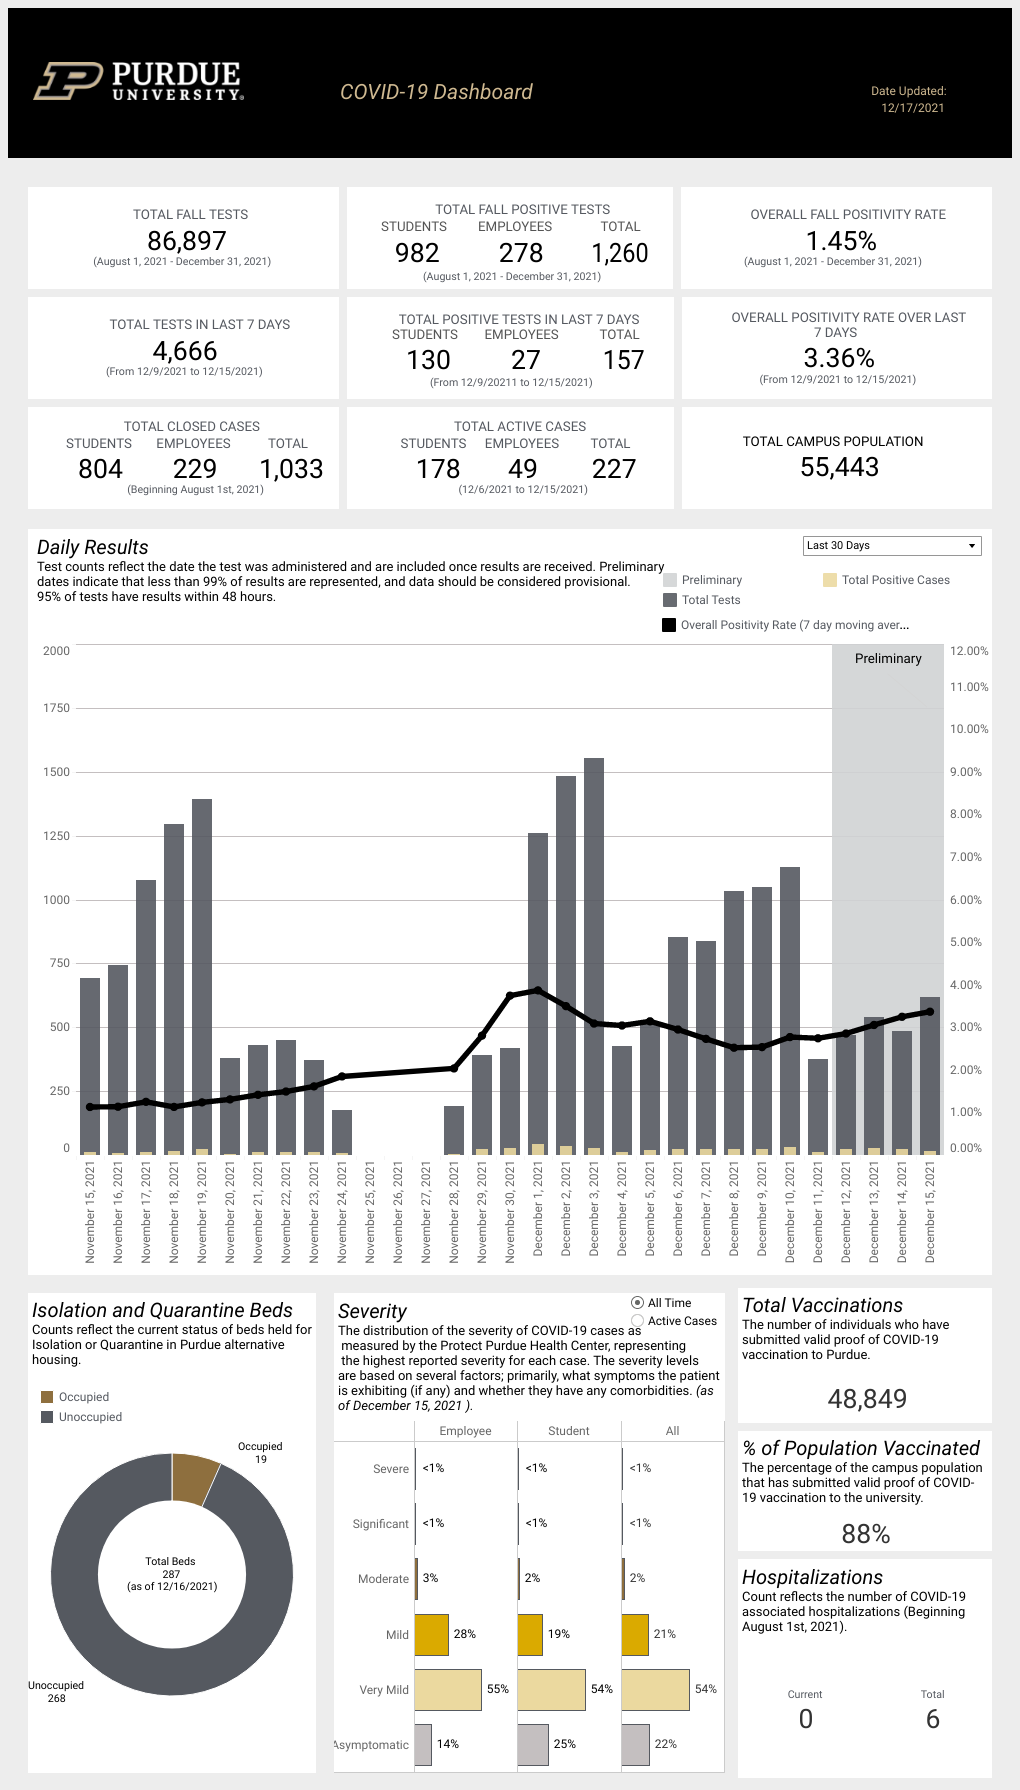 PURDUE
UNIVERSITY®
COVID-19 Dashboard
Date Updated:
12/17/2021
TOTAL FALL TESTS
86,897
(August 1, 2021 - December 31, 2021)
TOTAL FALL POSITIVE TESTS
STUDENTS EMPLOYEES TOTAL
982 278 1,260
(August 1, 2021 - December 31, 2021)
OVERALL FALL POSITIVITY RATE
1.45%
(August 1, 2021 - December 31, 2021)
TOTAL TESTS IN LAST 7 DAYS
4,666
(From 12/9/2021 to 12/15/2021)
TOTAL POSITIVE TESTS IN LAST 7 DAYS
STUDENTS EMPLOYEES TOTAL
130 27 157
(From 12/9/20211 to 12/15/2021)
OVERALL POSITIVITY RATE OVER LAST
7 DAYS
3.36%
(From 12/9/2021 to 12/15/2021)
TOTAL CLOSED CASES
STUDENTS EMPLOYEES TOTAL
804 229 1,033
(Beginning August 1st, 2021)
TOTAL ACTIVE CASES
STUDENTS EMPLOYEES TOTAL
178 49 227
(12/6/2021 to 12/15/2021)
TOTAL CAMPUS POPULATION
55,443
Daily Results
Test counts reflect the date the test was administered and are included once results are received. Preliminary
dates indicate that less than 99% of results are represented, and data should be considered provisional.
95% of tests have results within 48 hours.
Last 30 Days
Preliminary
Total Positive Cases
Total Tests
Overall Positivity Rate (7 day moving aver...
Preliminary
2000
1750
1500
1250
1000
750
500
250
0
12.00%
11.00%
10.00%
9.00%
8.00%
7.00%
6.00%
5.00%
4.00%
3.00%
2.00%
1.00%
0.00%
November 15, 2021
November 16, 2021
November 17, 2021
November 18, 2021
November 19, 2021
November 20, 2021
November 21, 2021
November 22, 2021
November 23, 2021
November 24, 2021
November 25, 2021
November 26, 2021
November 27, 2021
November 28, 2021
November 29, 2021
November 30, 2021
December 1, 2021
December 2, 2021
December 3, 2021
December 4, 2021
December 5, 2021
December 6, 2021
December 7, 2021
December 8, 2021
December 9, 2021
December 10, 2021
December 11, 2021
December 12, 2021
December 13, 2021
December 14, 2021
December 15, 2021
Isolation and Quarantine Beds
Counts reflect the current status of beds held for
Isolation or Quarantine in Purdue alternative
housing.
Occupied
Unoccupied
Occupied
19
Total Beds
287
(as of 12/16/2021)
Unoccupied
268
Severity
All Time
Active Cases
The distribution of the severity of COVID-19 cases as
measured by the Protect Purdue Health Center, representing
the highest reported severity for each case. The severity levels
are based on several factors; primarily, what symptoms the patient
is exhibiting (if any) and whether they have any comorbidities. (as
of December 15, 2021 ).
Employee Student All
Severe <1% <1% <1%
Significant <1% <1% <1%
Moderate 3% 2% 2%
Mild 28% 19% 21%
Very Mild 55% 54% 54%
Asymptomatic 14% 25% 22%
Total Vaccinations
The number of individuals who have
submitted valid proof of COVID-19
vaccination to Purdue.
48,849
% of Population Vaccinated
The percentage of the campus population
that has submitted valid proof of COVID-
19 vaccination to the university.
88%
Hospitalizations
Count reflects the number of COVID-19
associated hospitalizations (Beginning
August 1st, 2021).
Current Total
0 6